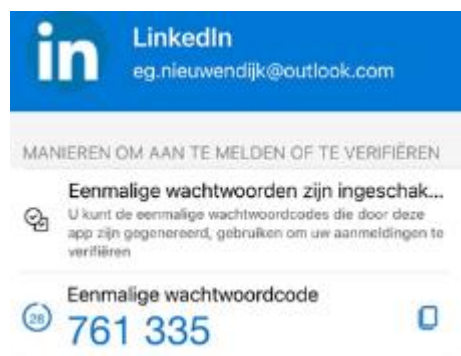 in
LinkedIn
eg.nieuwendijk@outlook.com
MANIEREN OM AAN TE MELDEN OF TE VERIFIËREN
Eenmalige wachtwoorden zijn ingeschak...
U kunt de eenmalige wachtwoordcodes die door deze
app zijn gegenereerd, gebruiken om uw aanmeldingen te
verifiëren
Eenmalige wachtwoordcode
28
761 335